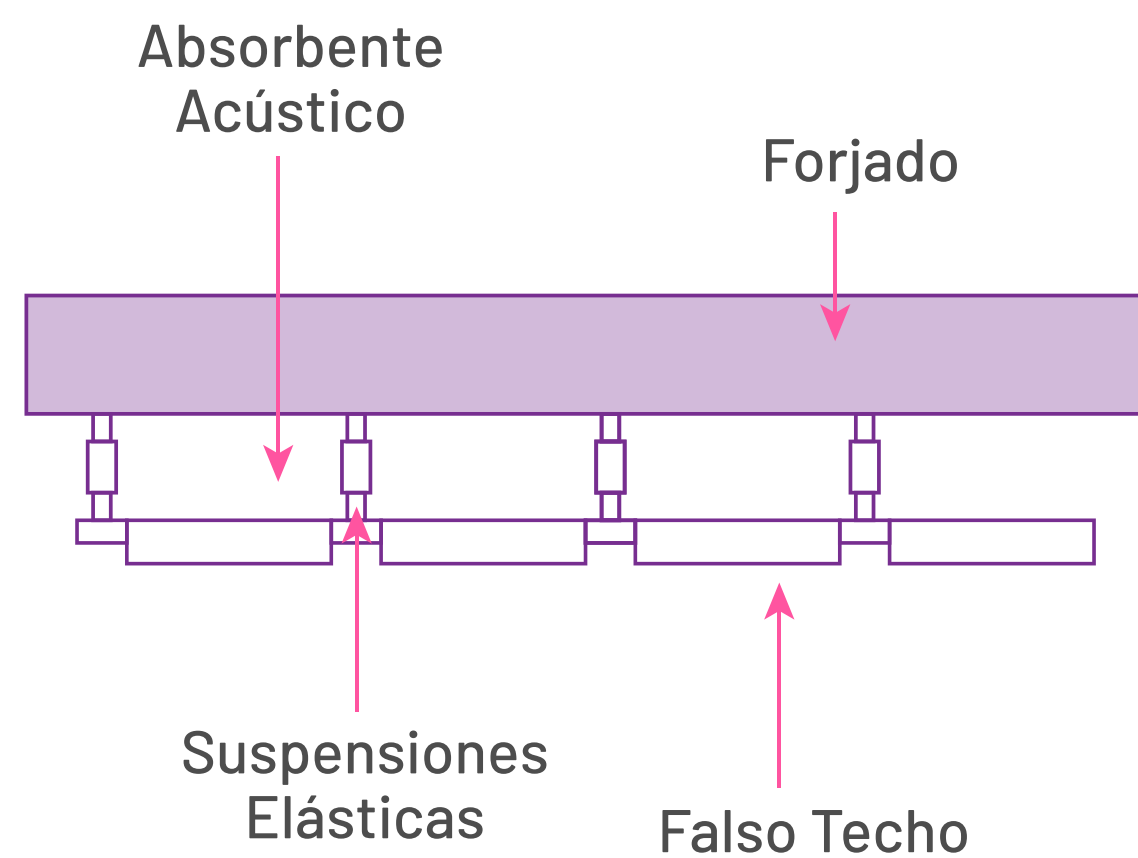 Absorbente
Acústico
Forjado
Suspensiones
Elásticas
Falso Techo